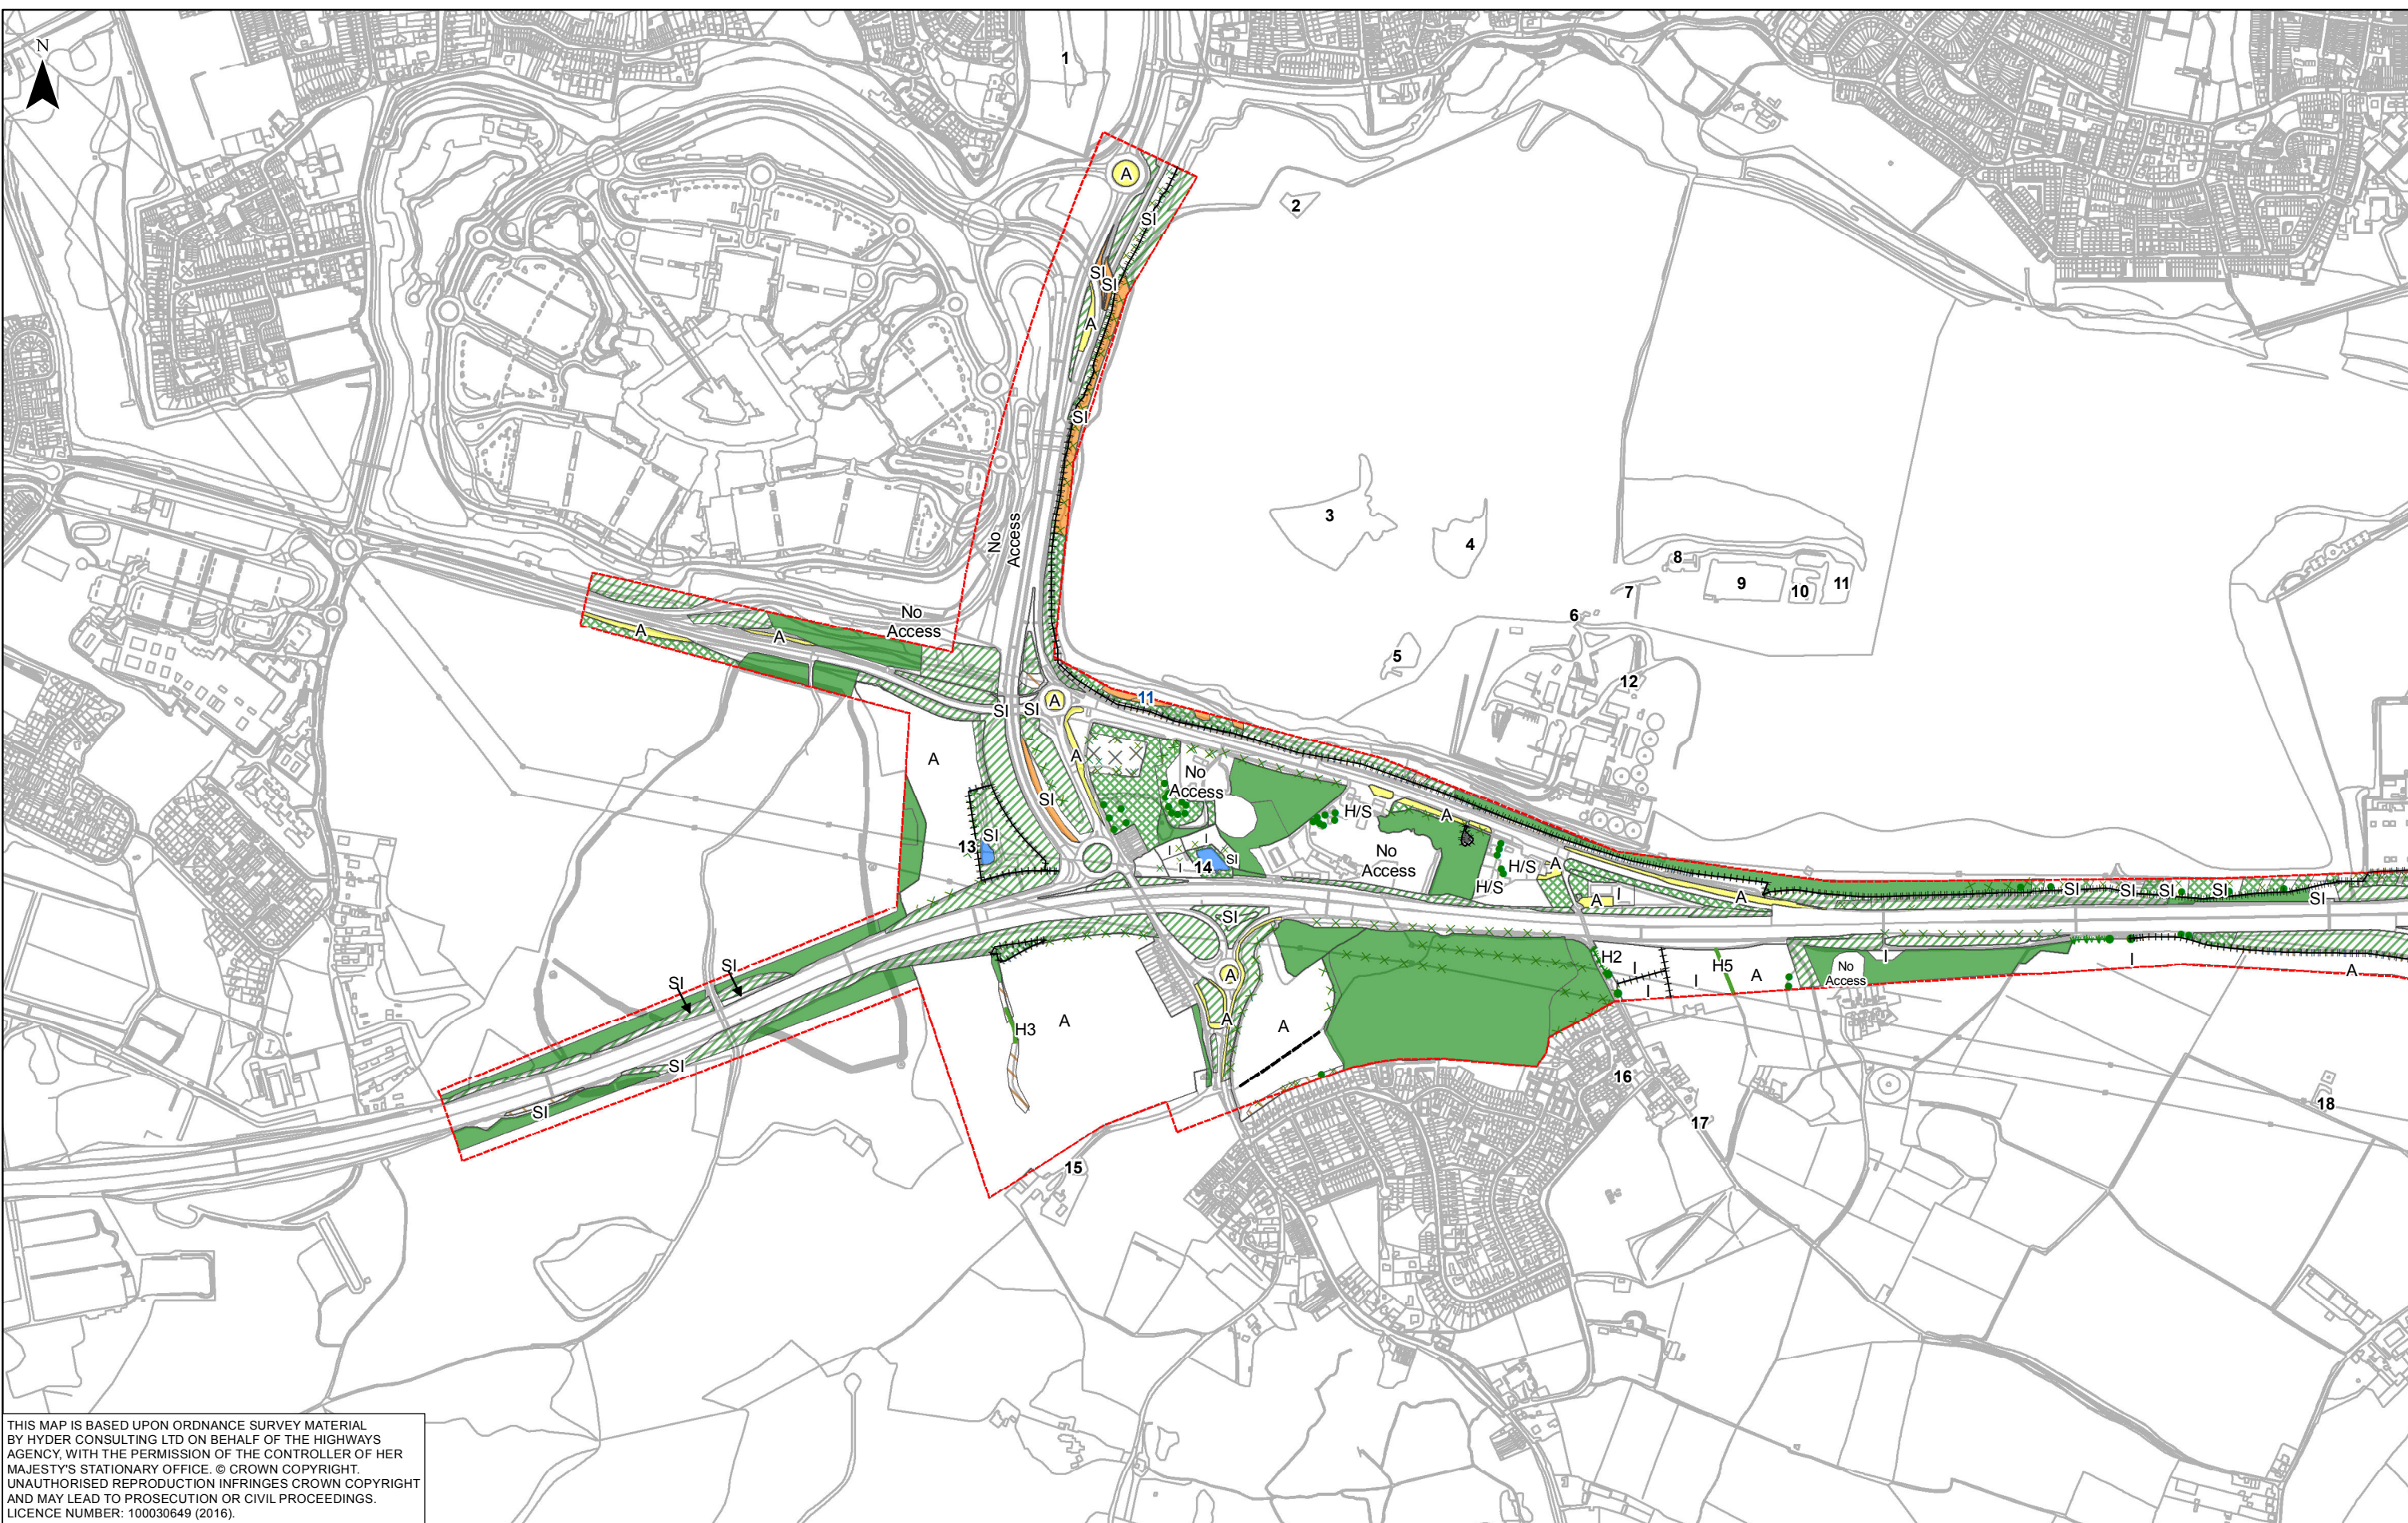 N
1
A
2
SI
SI
SI
A
SI
3
No
Access
4
8
9
10
11
7
6
No
Access
A
A
5
12
11
A
SI
SI
A
A
No
Access
SI
H/S
A
I
No
Access
13
SI
I
I
14
SI
H/S
H/S
A
A
I
A
SI
SI
SI
SI
SI
SI
A
H2
I
I
I
H5
A
No
Access
I
I
A
SI
SI
H3
A
A
A
SI
SI
16
17
18
15
THIS MAP IS BASED UPON ORDNANCE SURVEY MATERIAL
BY HYDER CONSULTING LTD ON BEHALF OF THE HIGHWAYS
AGENCY, WITH THE PERMISSION OF THE CONTROLLER OF HER
MAJESTY'S STATIONARY OFFICE. © CROWN COPYRIGHT.
UNAUTHORISED REPRODUCTION INFRINGES CROWN COPYRIGHT
AND MAY LEAD TO PROSECUTION OR CIVIL PROCEEDINGS.
LICENCE NUMBER: 100030649 (2016).